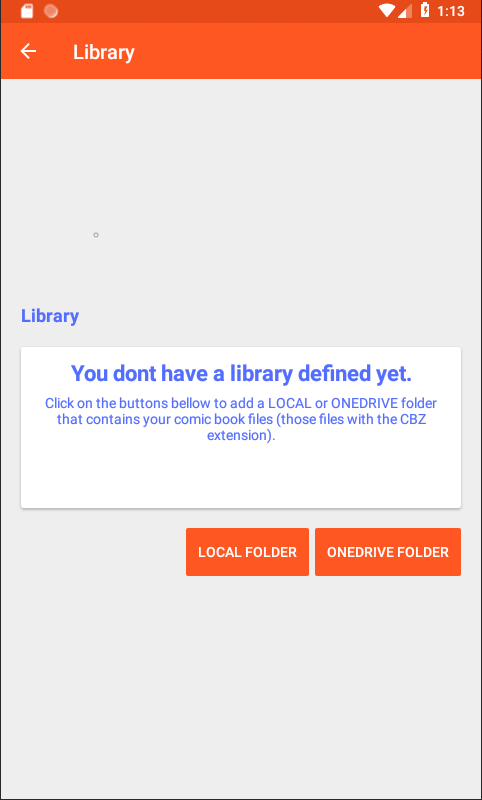 1:13
Library
Library
You dont have a library defined yet.
Click on the buttons bellow to add a LOCAL or ONEDRIVE folder
that contains your comic book files (those files with the CBZ
extension).
LOCAL FOLDER
ONEDRIVE FOLDER